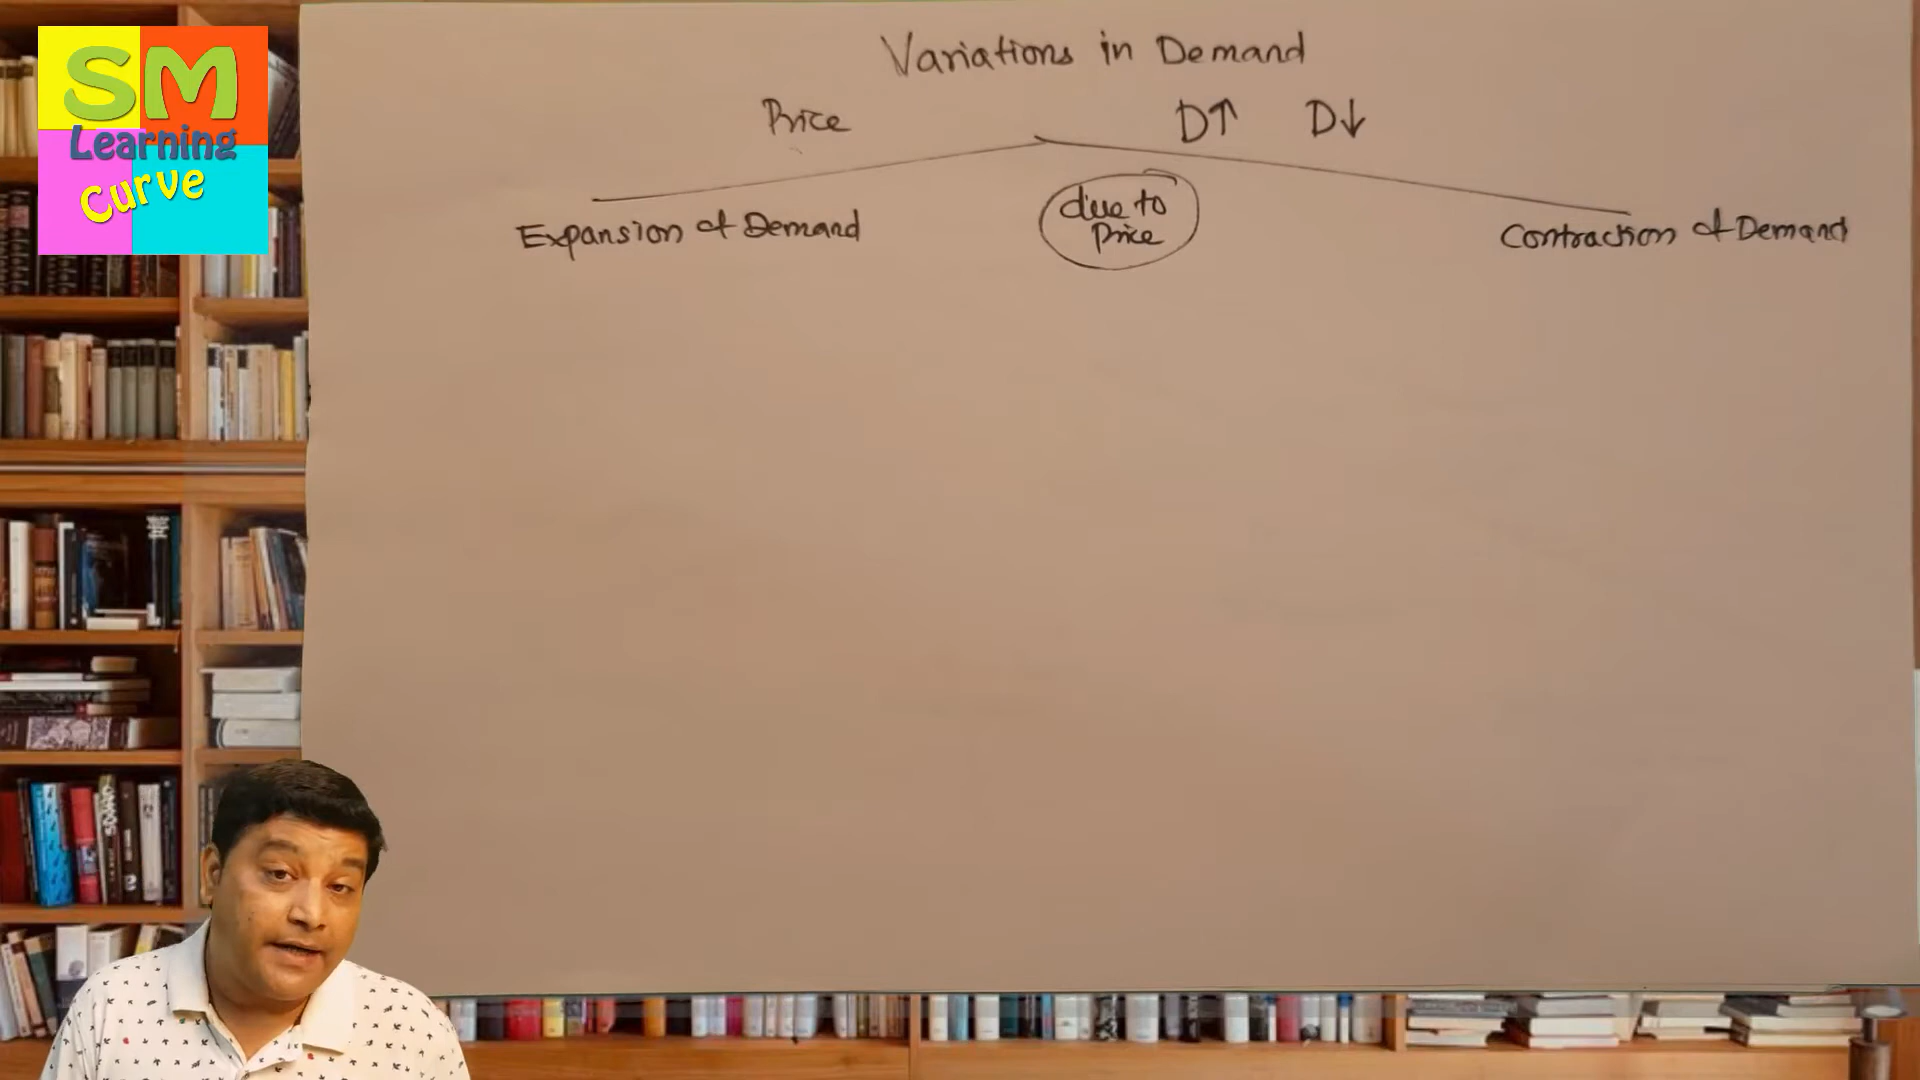 SM
Learning
Curve
Variations in Demand
Price D↑ D↓
Expansion of Demand
due to
Price
Contraction of Demand